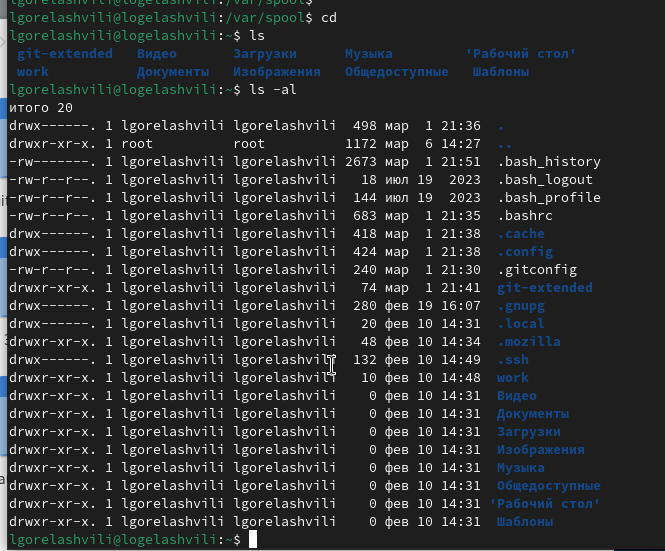 lgorelashvili@logelashvili:/var/spool$
lgorelashvili@logelashvili:/var/spool$ cd
lgorelashvili@logelashvili:~$ ls
git-extended Видео Загрузки Музыка 'Рабочий стол'
work Документы Изображения Общедоступные Шаблоны
lgorelashvili@logelashvili:~$ ls -al
итого 20
drwx------. 1 lgorelashvili lgorelashvili 498 мар 1 21:36 .
drwxr-xr-x. 1 root root 1172 мар 6 14:27 ..
-rw-------. 1 lgorelashvili lgorelashvili 2673 мар 1 21:51 .bash_history
-rw-r--r--. 1 lgorelashvili lgorelashvili 18 июл 19 2023 .bash_logout
-rw-r--r--. 1 lgorelashvili lgorelashvili 144 июл 19 2023 .bash_profile
-rw-r--r--. 1 lgorelashvili lgorelashvili 683 мар 1 21:35 .bashrc
drwx------. 1 lgorelashvili lgorelashvili 418 мар 1 21:38 .cache
drwx------. 1 lgorelashvili lgorelashvili 424 мар 1 21:38 .config
-rw-r--r--. 1 lgorelashvili lgorelashvili 240 мар 1 21:30 .gitconfig
drwxr-xr-x. 1 lgorelashvili lgorelashvili 74 мар 1 21:41 git-extended
drwx------. 1 lgorelashvili lgorelashvili 280 фев 19 16:07 .gnupg
drwx------. 1 lgorelashvili lgorelashvili 20 фев 10 14:31 .local
drwxr-xr-x. 1 lgorelashvili lgorelashvili 48 фев 10 14:34 .mozilla
drwx------. 1 lgorelashvili lgorelashvili 132 фев 10 14:49 .ssh
drwxr-xr-x. 1 lgorelashvili lgorelashvili 10 фев 10 14:48 work
drwxr-xr-x. 1 lgorelashvili lgorelashvili 0 фев 10 14:31 Видео
drwxr-xr-x. 1 lgorelashvili lgorelashvili 0 фев 10 14:31 Документы
drwxr-xr-x. 1 lgorelashvili lgorelashvili 0 фев 10 14:31 Загрузки
drwxr-xr-x. 1 lgorelashvili lgorelashvili 0 фев 10 14:31 Изображения
drwxr-xr-x. 1 lgorelashvili lgorelashvili 0 фев 10 14:31 Музыка
drwxr-xr-x. 1 lgorelashvili lgorelashvili 0 фев 10 14:31 Общедоступные
drwxr-xr-x. 1 lgorelashvili lgorelashvili 0 фев 10 14:31 'Рабочий стол'
drwxr-xr-x. 1 lgorelashvili lgorelashvili 0 фев 10 14:31 Шаблоны
lgorelashvili@logelashvili:~$